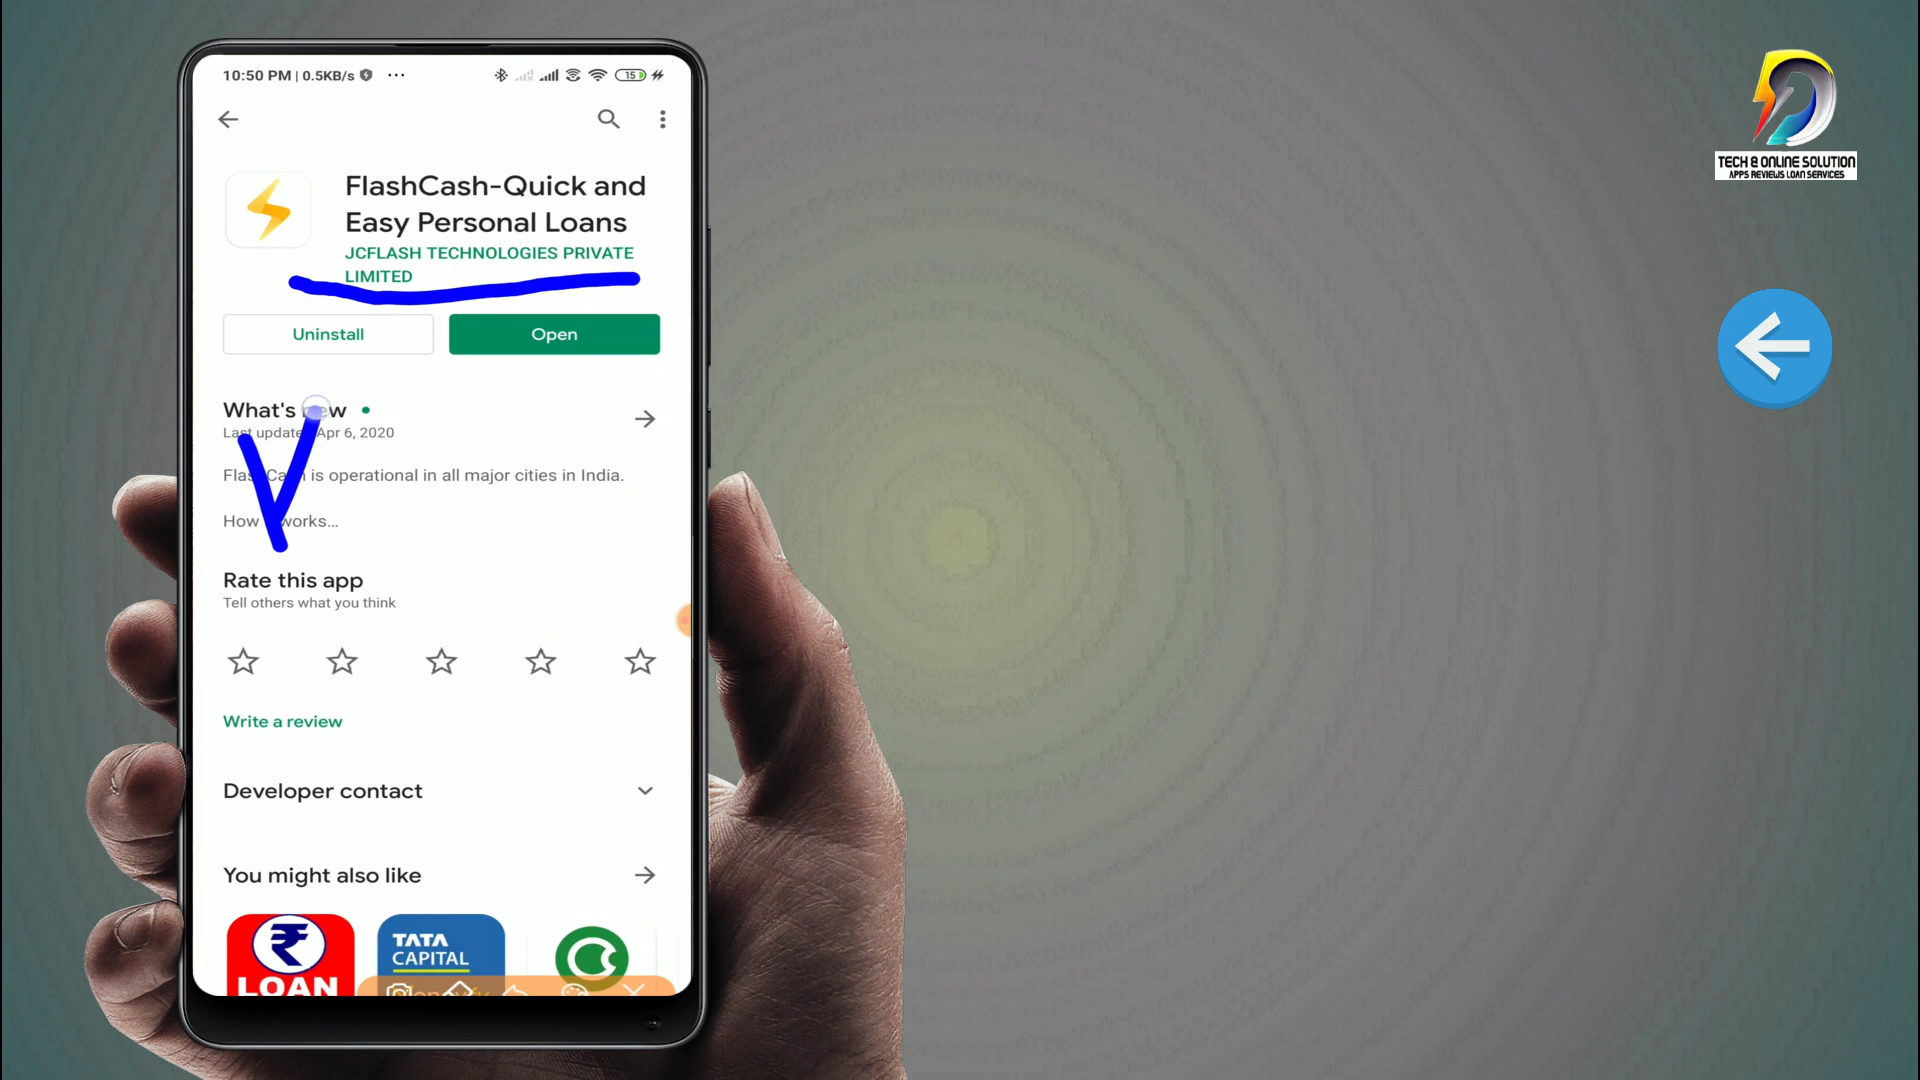 10:50 PM | 0.5KB/s
15
FlashCash-Quick and
Easy Personal Loans
JCFLASH TECHNOLOGIES PRIVATE
LIMITED
Uninstall
Open
What's new
Last update Apr 6, 2020
is operational in all major cities in India.
How works...
Rate this app
Tell others what you think
Write a review
Developer contact
You might also like
LOAN
TATA
CAPITAL
TECH & ONLINE SOLUTION
APPS REVIEWS LOAN SERVICES